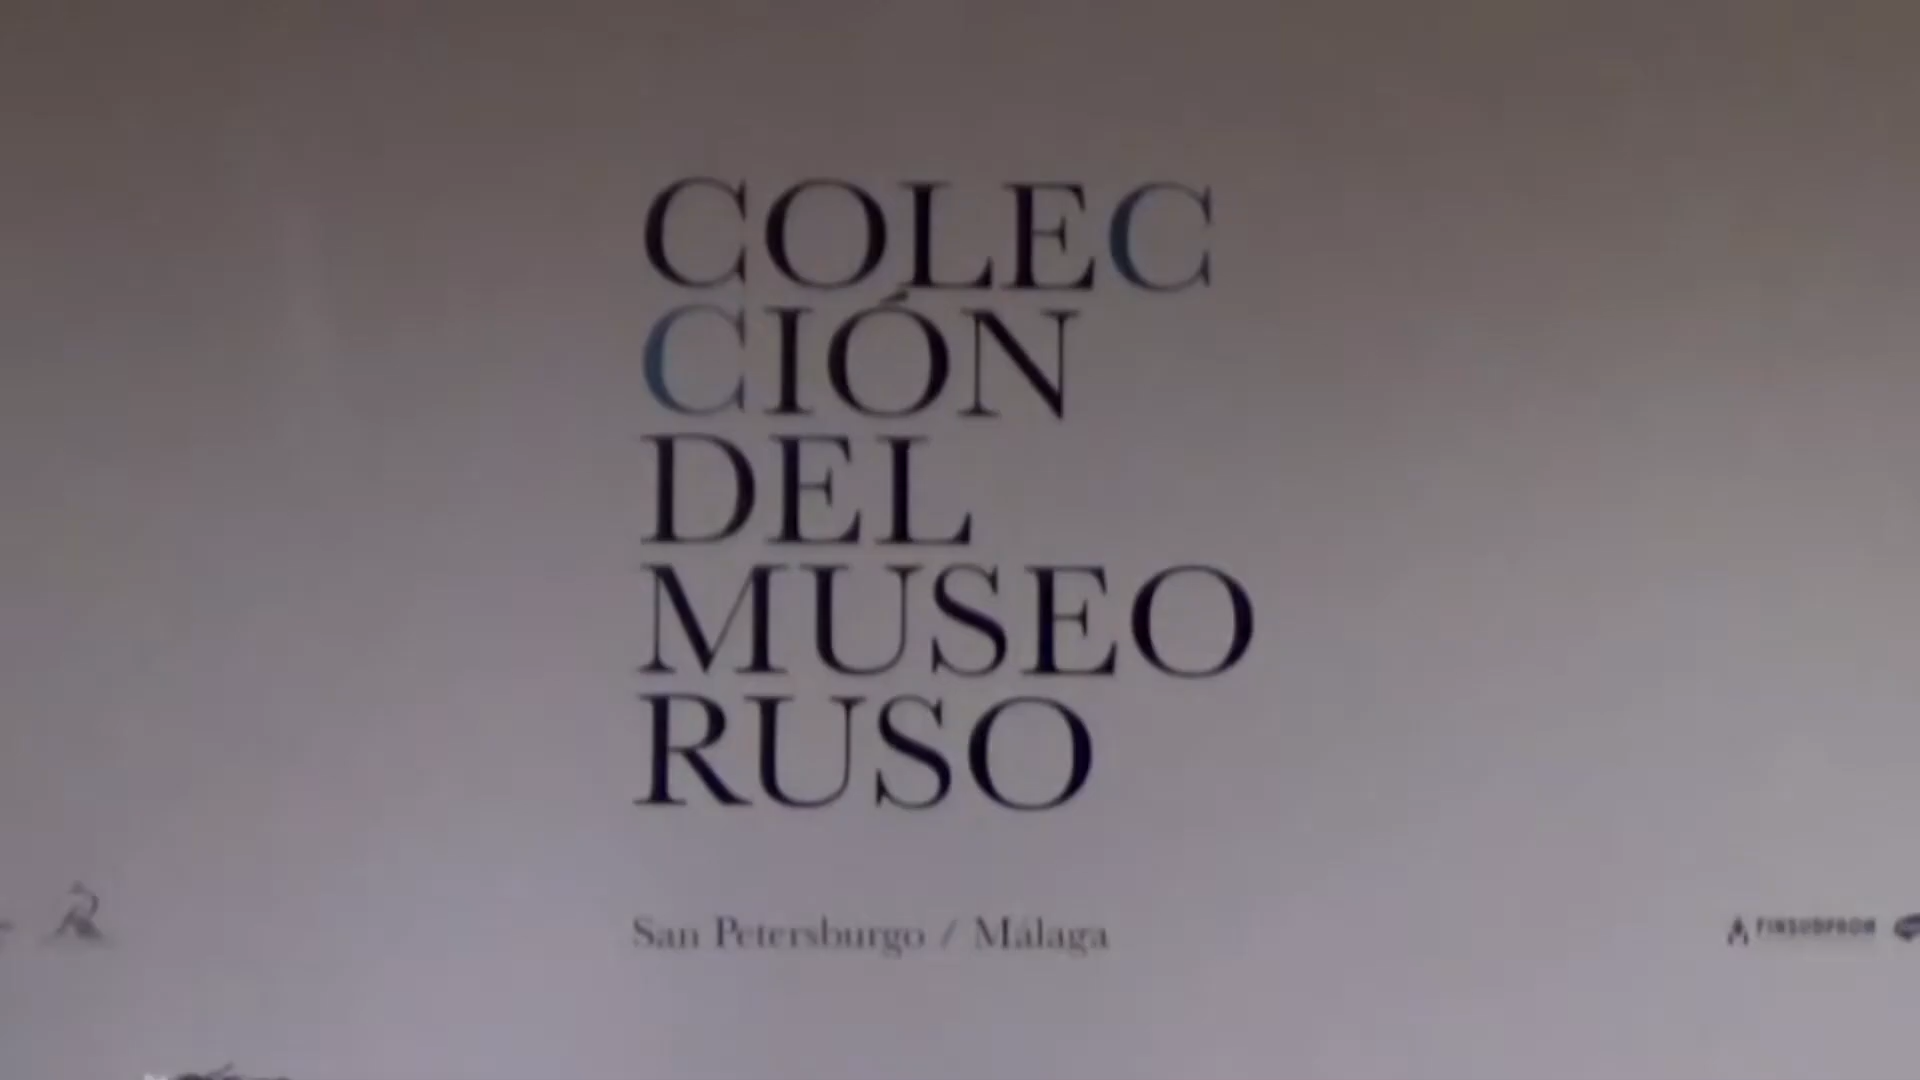 COLEC
CIÓN
DEL
MUSEO
RUSO
San Petersburgo / Málaga